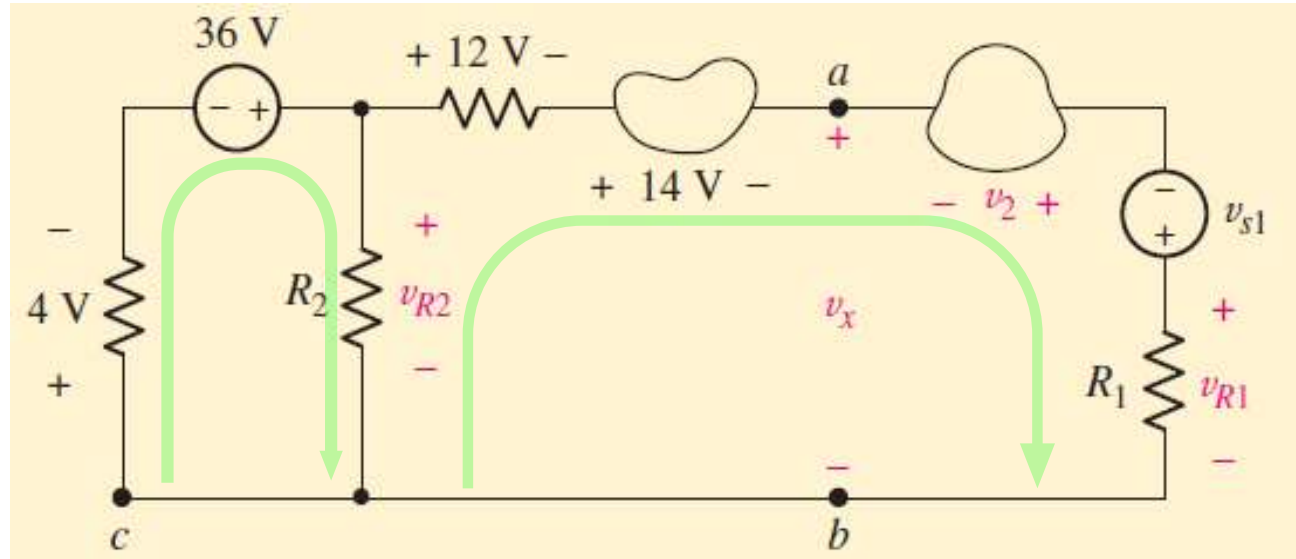 36 V
+ 12 V −
a
− +
+
+ 14 V −
− v2 +
−
+
vs1
−
4 V
+
R2
+
vR2
−
vx
+
R1
vR1
−
−
c
b